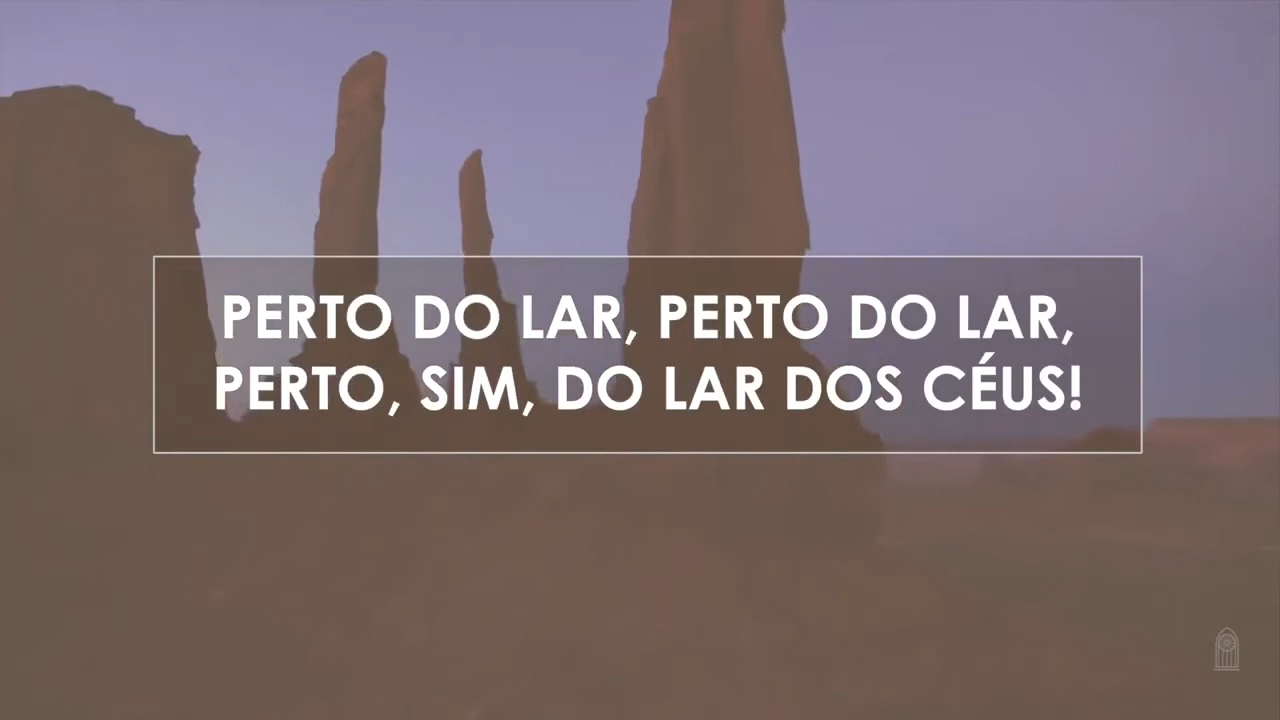 PERTO DO LAR, PERTO DO LAR,
PERTO, SIM, DO LAR DOS CÉUS!